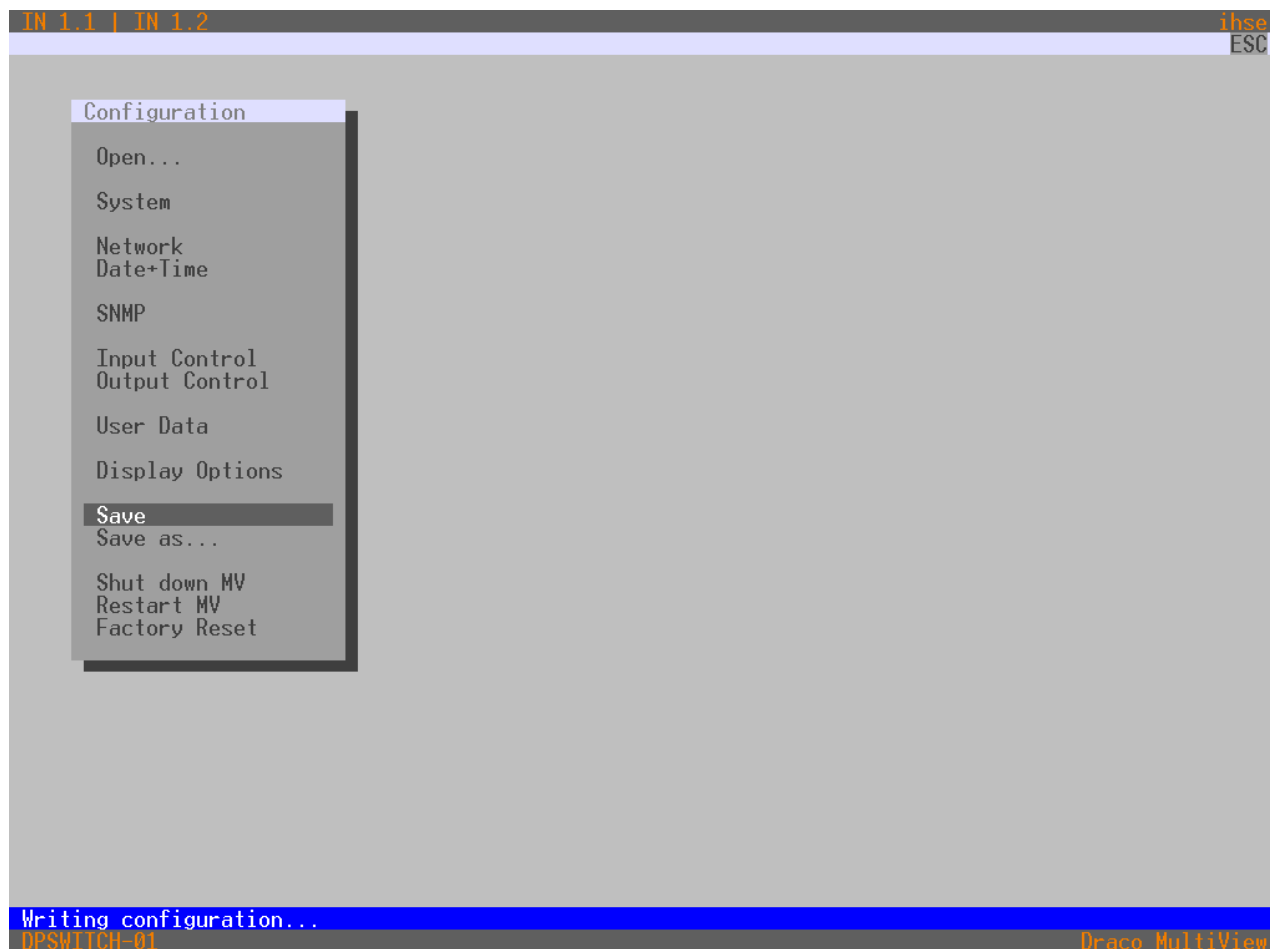 IN 1.1 | IN 1.2 ihse
ESC
Configuration
Open...
System
Network
Date+Time
SNMP
Input Control
Output Control
User Data
Display Options
Save
Save as...
Shut down MV
Restart MV
Factory Reset
Writing configuration...
DPSWITCH-01 Draco MultiView